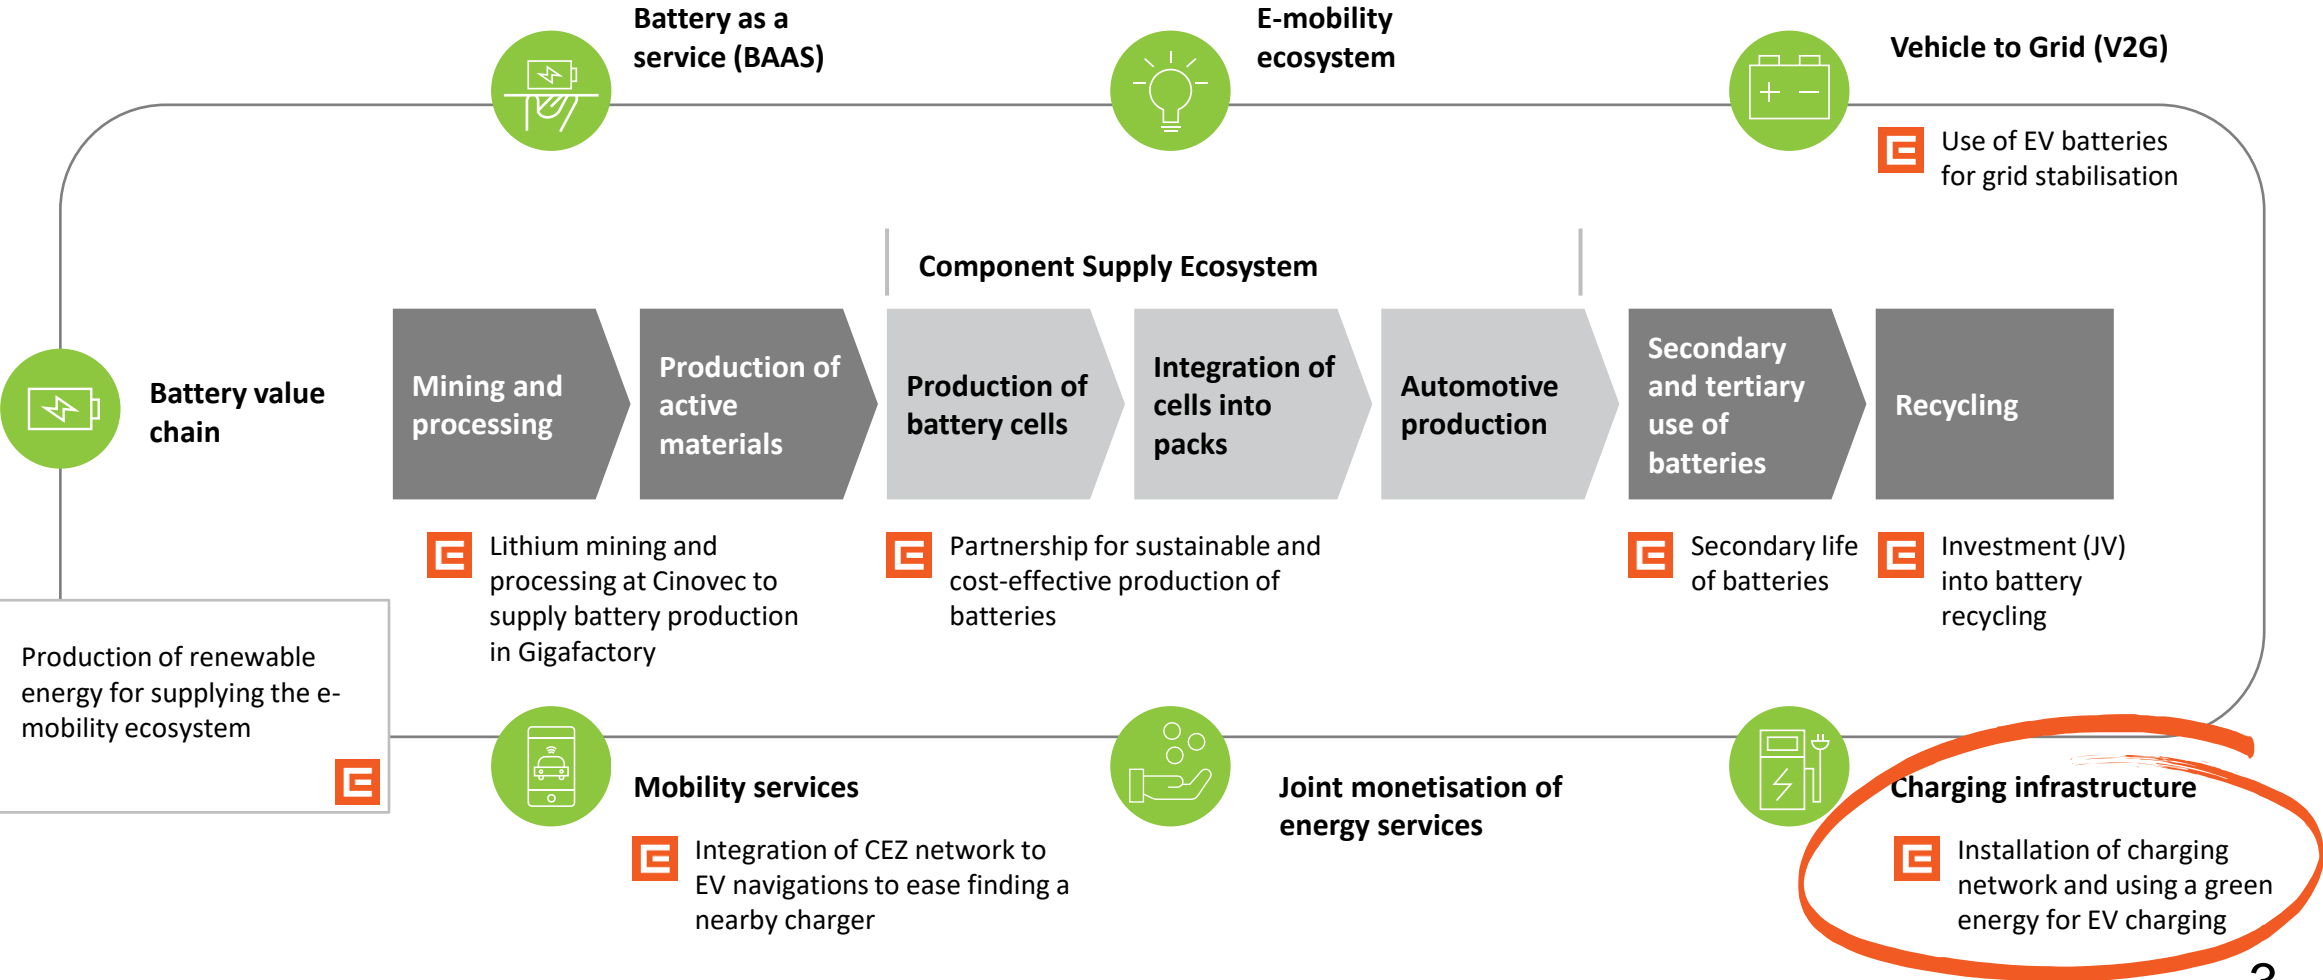 Battery as a
service (BAAS)
E-mobility
ecosystem
Vehicle to Grid (V2G)
Use of EV batteries
for grid stabilisation
Component Supply Ecosystem
Battery value
chain
Mining and
processing
Production of
active
materials
Production of
battery cells
Integration of
cells into
packs
Automotive
production
Secondary
and tertiary
use of
batteries
Recycling
Lithium mining and
processing at Cinovec to
supply battery production
in Gigafactory
Partnership for sustainable and
cost-effective production of
batteries
Secondary life
of batteries
Investment (JV)
into battery
recycling
Production of renewable
energy for supplying the e-
mobility ecosystem
Mobility services
Integration of CEZ network to
EV navigations to ease finding a
nearby charger
Joint monetisation of
energy services
Charging infrastructure
Installation of charging
network and using a green
energy for EV charging
3